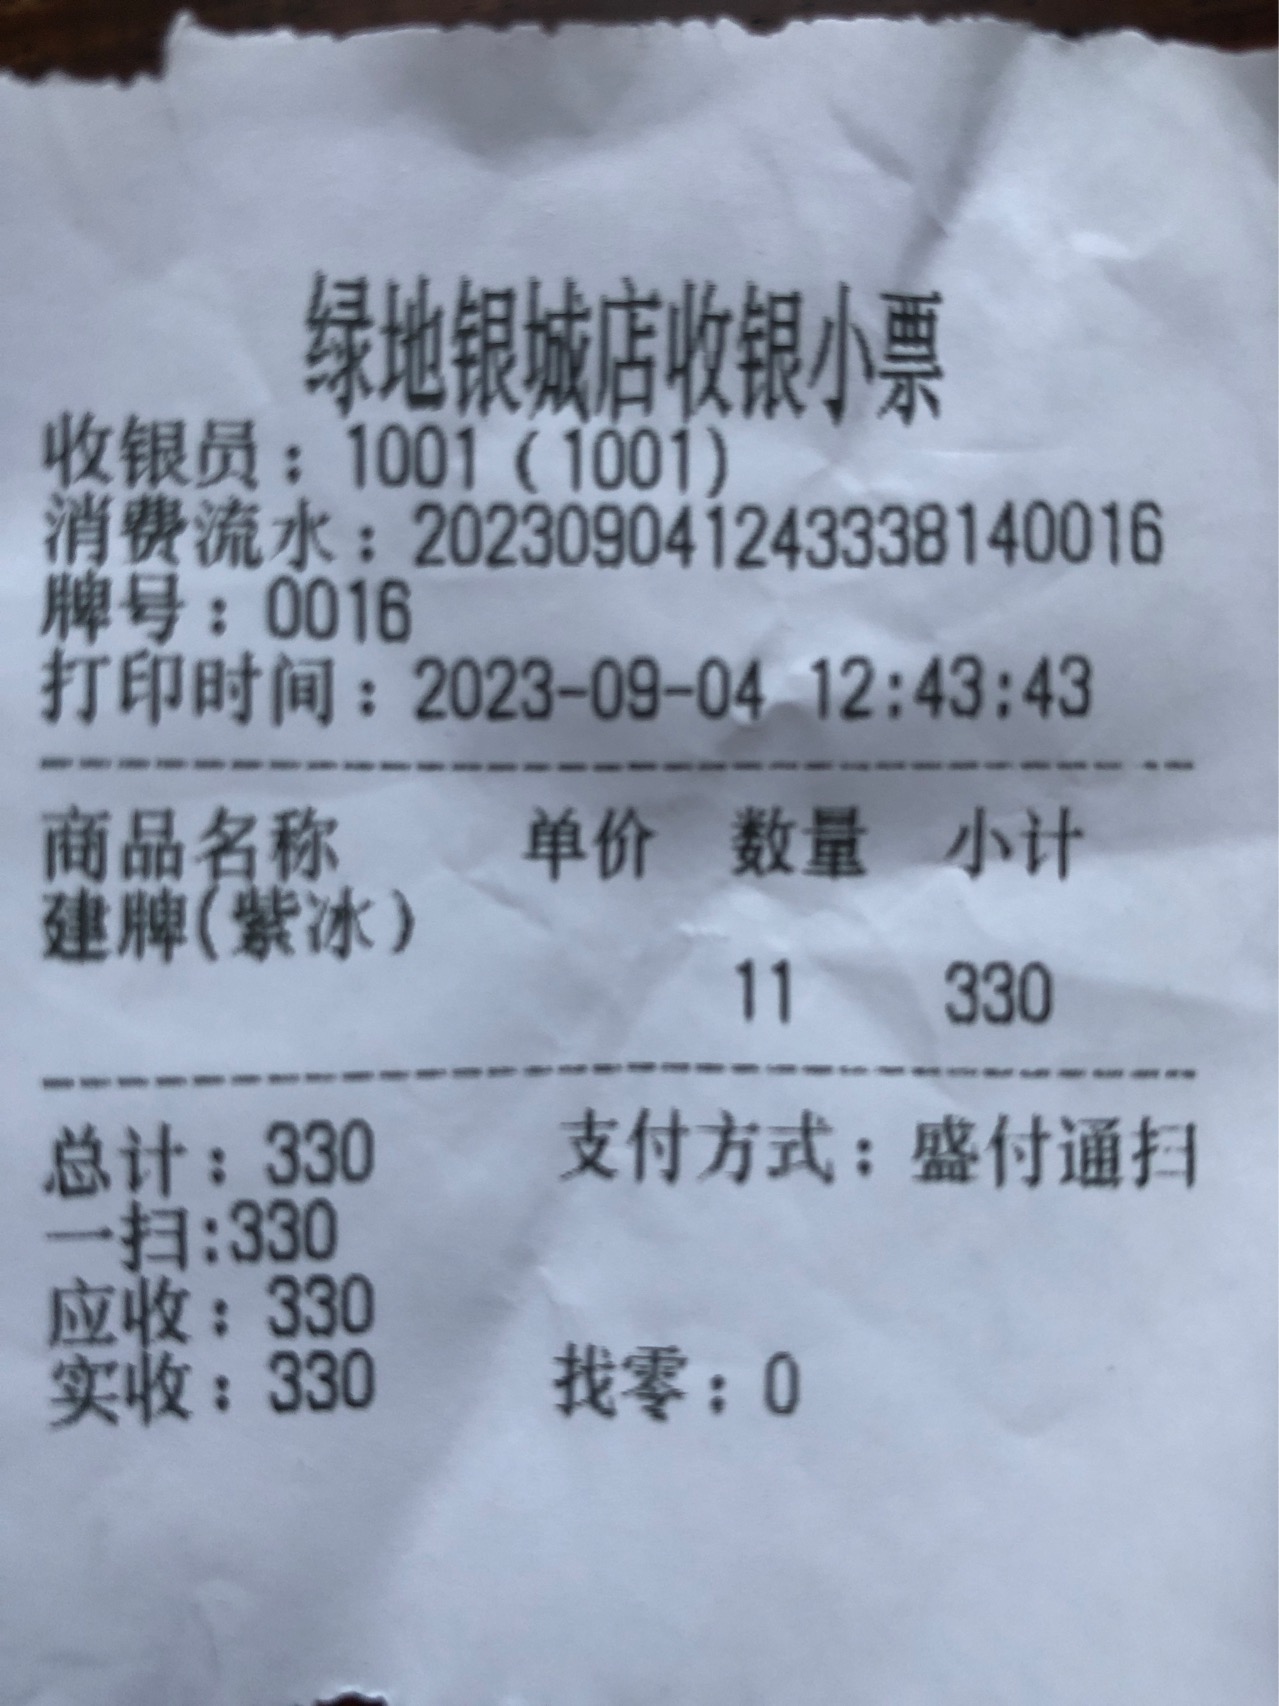 绿地银城店收银小票
收银员：1001（1001）
消费流水：20230904124333814​0016
牌号：0016
打印时间：2023-09-04 12:43:43
商品名称 单价 数量 小计
建牌(紫冰)
11 330
总计：330 支付方式：盛付通扫
一扫:330
应收：330
实收：330 找零：0